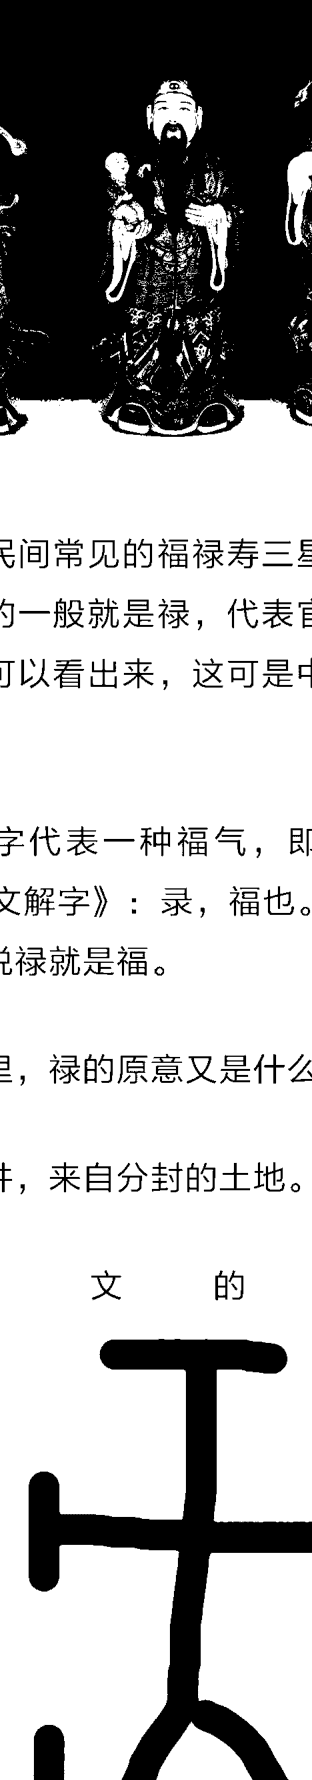 民间常见的福禄寿三星
的一般就是禄，代表官
可以看出来，这可是中
字代表一种福气，即
文解字》：录，福也。
说禄就是福。
里，禄的原意又是什么
井，来自分封的土地。
文 的